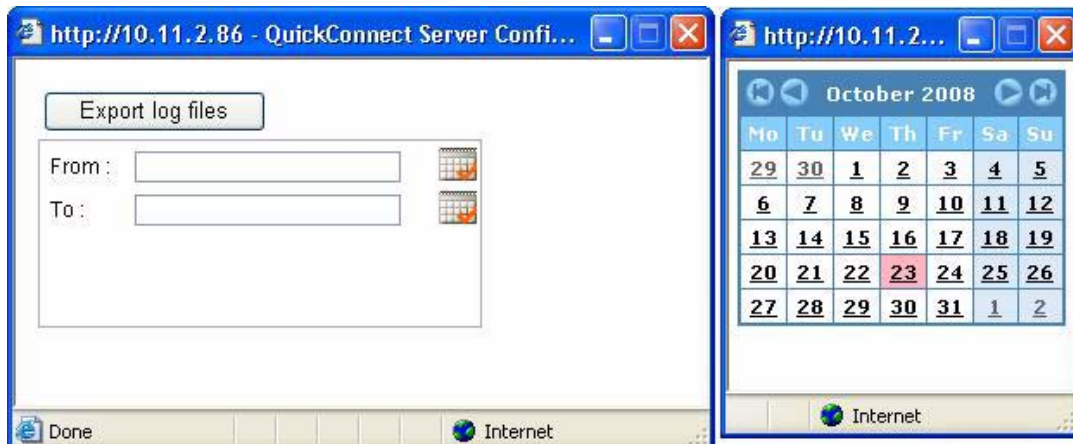 http://10.11.2.86 - QuickConnect Server Confi...
Export log files
From :
To :
Done
Internet
http://10.11.2...
October 2008
Mo Tu We Th Fr Sa Su
29 30 1 2 3 4 5
6 7 8 9 10 11 12
13 14 15 16 17 18 19
20 21 22 23 24 25 26
27 28 29 30 31 1 2
Internet